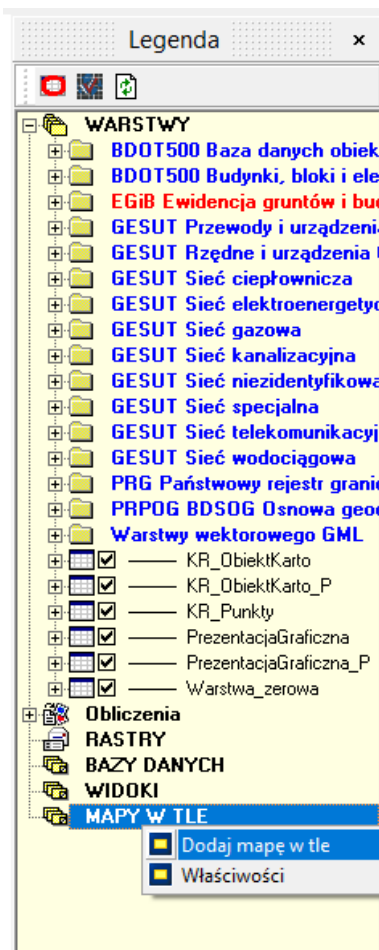 Legenda
WARSTWY
BDOT500 Baza danych obiek
BDOT500 Budynki, bloki i ele
EGiB Ewidencja gruntów i bud
GESUT Przewody i urządzeni
GESUT Rzędne i urządzenia
GESUT Sieć ciepłownicza
GESUT Sieć elektroenergetyc
GESUT Sieć gazowa
GESUT Sieć kanalizacyjna
GESUT Sieć niezidentyfikowa
GESUT Sieć specjalna
GESUT Sieć telekomunikacyj
GESUT Sieć wodociągowa
PRG Państwowy rejestr grani
PRPOG BDSOG Osnowa geod
Warstwy wektorowego GML
KR_ObiektKarto
KR_ObiektKarto_P
KR_Punkty
PrezentacjaGraficzna
PrezentacjaGraficzna_P
Warstwa_zerowa
Obliczenia
RASTRY
BAZY DANYCH
WIDOKI
MAPY W TLE
Dodaj mapę w tle
Właściwości